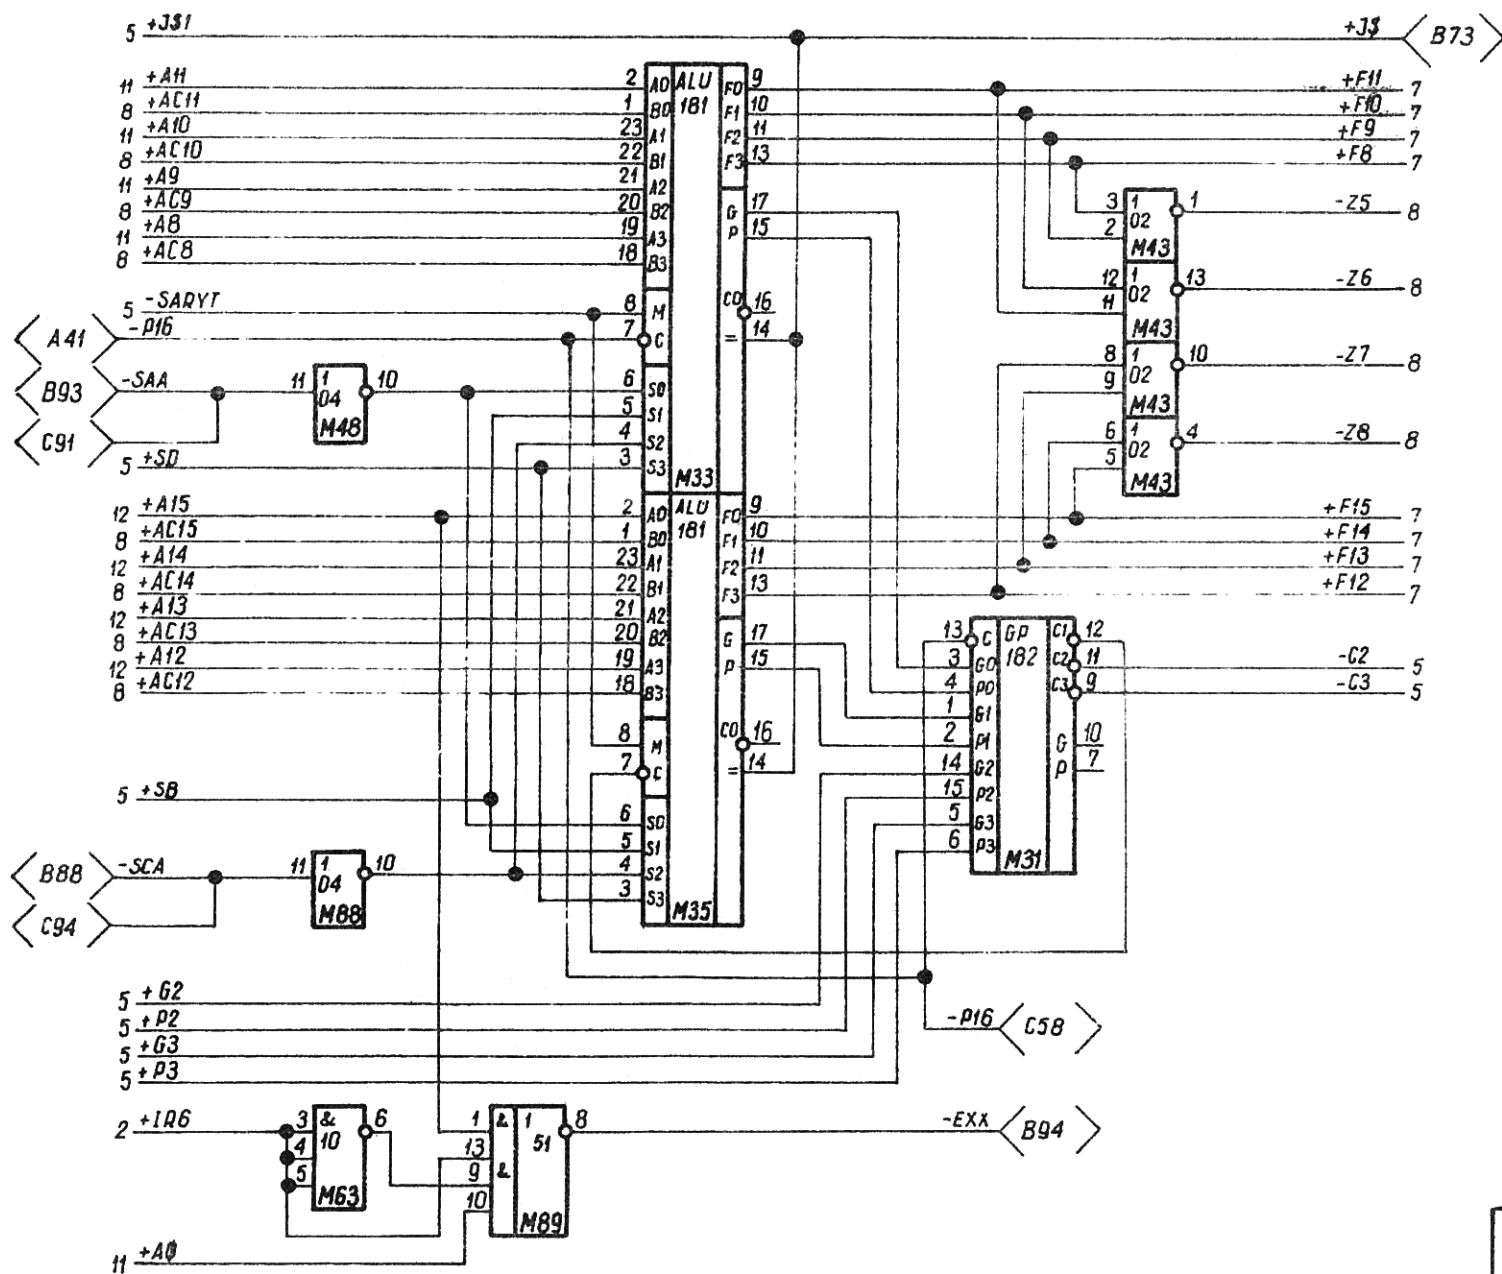 5 +J$1 +J$ B73
11 +A11 2 A0 ALU F0 9 +F11 7
8 +AC11 1 B0 181 F1 10 +F10 7
11 +A10 23 A1 F2 11 +F9 7
8 +AC10 22 B1 F3 13 +F8 7
11 +A9 21 A2
8 +AC9 20 B2 G 17 3 1 1 -Z5 8
11 +A8 19 A3 P 15 2 02
8 +AC8 18 B3 M43
12 1 13 -Z6 8
5 -SARYT 8 M C0 16 11 02
A41 -P16 7 C = 14 M43
8 1 10 -Z7 8
B93 -SAA 11 1 10 6 S0 9 02
04 5 S1 M43
C91 M48 4 S2 6 1 4 -Z8 8
5 +SD 3 S3 5 02
M33 M43
12 +A15 2 A0 ALU F0 9 +F15 7
8 +AC15 1 B0 181 F1 10 +F14 7
12 +A14 23 A1 F2 11 +F13 7
8 +AC14 22 B1 F3 13 +F12 7
12 +A13 21 A2
8 +AC13 20 B2 G 17 13 C GP C1 12
12 +A12 19 A3 P 15 3 G0 182 C2 11 -C2 5
8 +AC12 18 B3 4 P0 C3 9 -C3 5
1 G1
8 M C0 16 2 P1 G 10
7 C = 14 14 G2 P 7
5 +SB 15 P2
6 S0 5 G3
5 S1 6 P3 M31
B88 -SCA 11 1 10 4 S2
04 3 S3
C94 M88 M35
5 +G2
5 +P2 -P16 C58
5 +G3
5 +P3
2 +IR6 3 & 6 1 & 1 8 -EXX B94
4 10 13 51
5 9 &
M63 10 M89
11 +A0